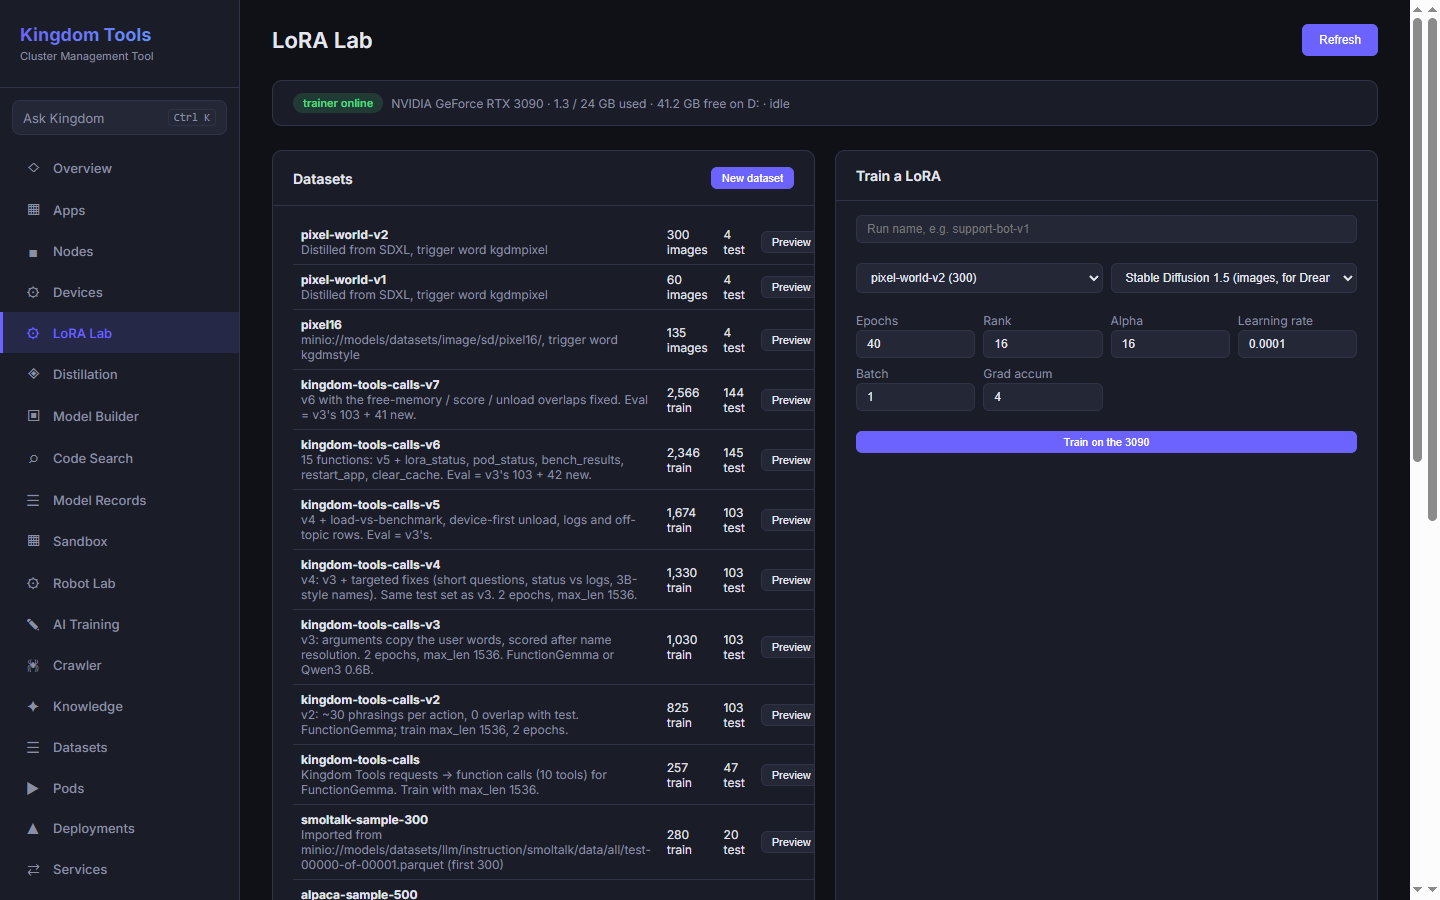 Kingdom Tools
Cluster Management Tool
Ask Kingdom
Ctrl K
Overview
Apps
Nodes
Devices
LoRA Lab
Distillation
Model Builder
Code Search
Model Records
Sandbox
Robot Lab
AI Training
Crawler
Knowledge
Datasets
Pods
Deployments
Services
LoRA Lab
Refresh
trainer online NVIDIA GeForce RTX 3090 · 1.3 / 24 GB used · 41.2 GB free on D: · idle
Datasets
New dataset
pixel-world-v2
Distilled from SDXL, trigger word kgdmpixel
300
images
4
test
Preview
pixel-world-v1
Distilled from SDXL, trigger word kgdmpixel
60
images
4
test
Preview
pixel16
minio://models/datasets/image/sd/pixel16/, trigger word
kgdmstyle
135
images
4
test
Preview
kingdom-tools-calls-v7
v6 with the free-memory / score / unload overlaps fixed. Eval
= v3's 103 + 41 new.
2,566
train
144
test
Preview
kingdom-tools-calls-v6
15 functions: v5 + lora_status, pod_status, bench_results,
restart_app, clear_cache. Eval = v3's 103 + 42 new.
2,346
train
145
test
Preview
kingdom-tools-calls-v5
v4 + load-vs-benchmark, device-first unload, logs and off-
topic rows. Eval = v3's.
1,674
train
103
test
Preview
kingdom-tools-calls-v4
v4: v3 + targeted fixes (short questions, status vs logs, 3B-
style names). Same test set as v3. 2 epochs, max_len 1536.
1,330
train
103
test
Preview
kingdom-tools-calls-v3
v3: arguments copy the user words, scored after name
resolution. 2 epochs, max_len 1536. FunctionGemma or
Qwen3 0.6B.
1,030
train
103
test
Preview
kingdom-tools-calls-v2
v2: ~30 phrasings per action, 0 overlap with test.
FunctionGemma; train max_len 1536, 2 epochs.
825
train
103
test
Preview
kingdom-tools-calls
Kingdom Tools requests → function calls (10 tools) for
FunctionGemma. Train with max_len 1536.
257
train
47
test
Preview
smoltalk-sample-300
Imported from
minio://models/datasets/llm/instruction/smoltalk/data/all/test-
00000-of-00001.parquet (first 300)
280
train
20
test
Preview
alpaca-sample-500
Train a LoRA
Run name, e.g. support-bot-v1
pixel-world-v2 (300)
Stable Diffusion 1.5 (images, for Drear
Epochs
Rank
Alpha
Learning rate
40
16
16
0.0001
Batch
Grad accum
1
4
Train on the 3090